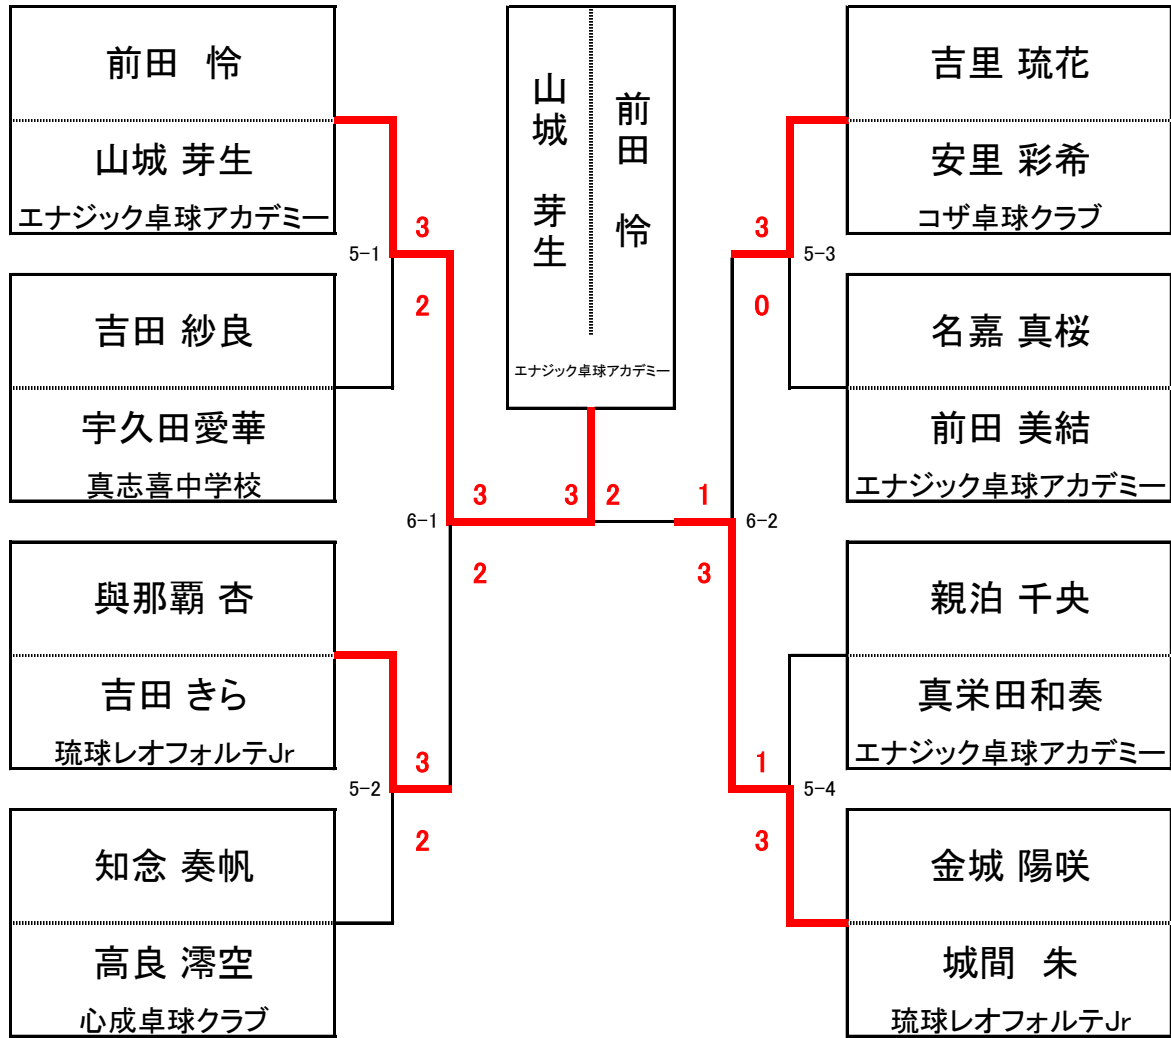 前田 怜
山城 芽生
エナジック卓球アカデミー
3
5-1
2
吉田 紗良
宇久田愛華
真志喜中学校
3
6-1
2
與那覇 杏
吉田 きら
琉球レオフォルテJr
3
5-2
2
知念 奏帆
高良 澪空
心成卓球クラブ
前田 怜
山城 芽生
エナジック卓球アカデミー
3 2
吉里 琉花
安里 彩希
コザ卓球クラブ
3
5-3
0
名嘉 真桜
前田 美結
エナジック卓球アカデミー
1
6-2
3
親泊 千央
真栄田和奏
エナジック卓球アカデミー
1
5-4
3
金城 陽咲
城間 朱
琉球レオフォルテJr